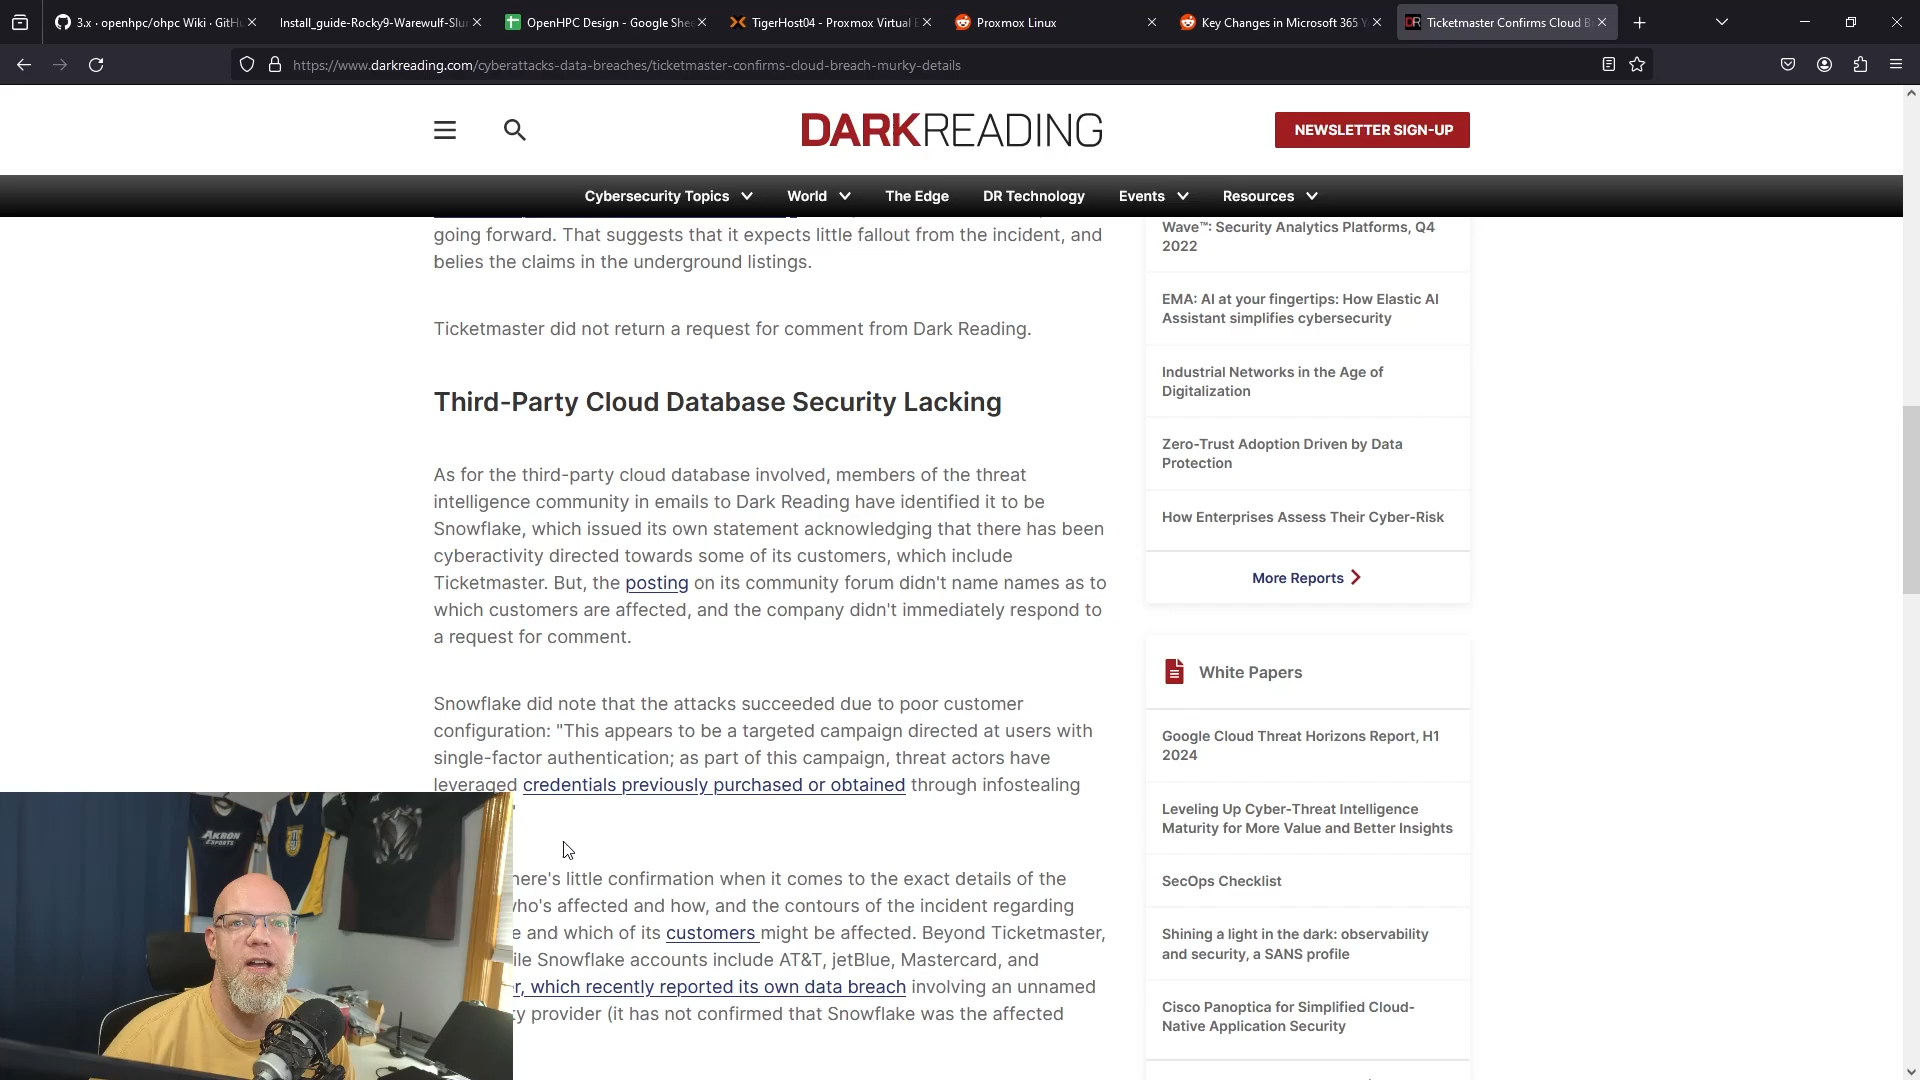 3.x · openhpc/ohpc Wiki · GitH
Install_guide-Rocky9-Warewulf-Slu
OpenHPC Design - Google She
TigerHost04 - Proxmox Virtual E
Proxmox Linux
Key Changes in Microsoft 365 Y
Ticketmaster Confirms Cloud B
https://www.darkreading.com/cyberattacks-data-breaches/ticketmaster-confirms-cloud-breach-murky-details
DARKREADING
NEWSLETTER SIGN-UP
Cybersecurity Topics
World
The Edge
DR Technology
Events
Resources
going forward. That suggests that it expects little fallout from the incident, and
belies the claims in the underground listings.
Ticketmaster did not return a request for comment from Dark Reading.
Third-Party Cloud Database Security Lacking
As for the third-party cloud database involved, members of the threat
intelligence community in emails to Dark Reading have identified it to be
Snowflake, which issued its own statement acknowledging that there has been
cyberactivity directed towards some of its customers, which include
Ticketmaster. But, the posting on its community forum didn't name names as to
which customers are affected, and the company didn't immediately respond to
a request for comment.
Snowflake did note that the attacks succeeded due to poor customer
configuration: "This appears to be a targeted campaign directed at users with
single-factor authentication; as part of this campaign, threat actors have
leveraged credentials previously purchased or obtained through infostealing
here's little confirmation when it comes to the exact details of the
who's affected and how, and the contours of the incident regarding
e and which of its customers might be affected. Beyond Ticketmaster,
ile Snowflake accounts include AT&T, jetBlue, Mastercard, and
r, which recently reported its own data breach involving an unnamed
y provider (it has not confirmed that Snowflake was the affected
Wave™: Security Analytics Platforms, Q4
2022
EMA: AI at your fingertips: How Elastic AI
Assistant simplifies cybersecurity
Industrial Networks in the Age of
Digitalization
Zero-Trust Adoption Driven by Data
Protection
How Enterprises Assess Their Cyber-Risk
More Reports
White Papers
Google Cloud Threat Horizons Report, H1
2024
Leveling Up Cyber-Threat Intelligence
Maturity for More Value and Better Insights
SecOps Checklist
Shining a light in the dark: observability
and security, a SANS profile
Cisco Panoptica for Simplified Cloud-
Native Application Security
AKRON
ESPORTS